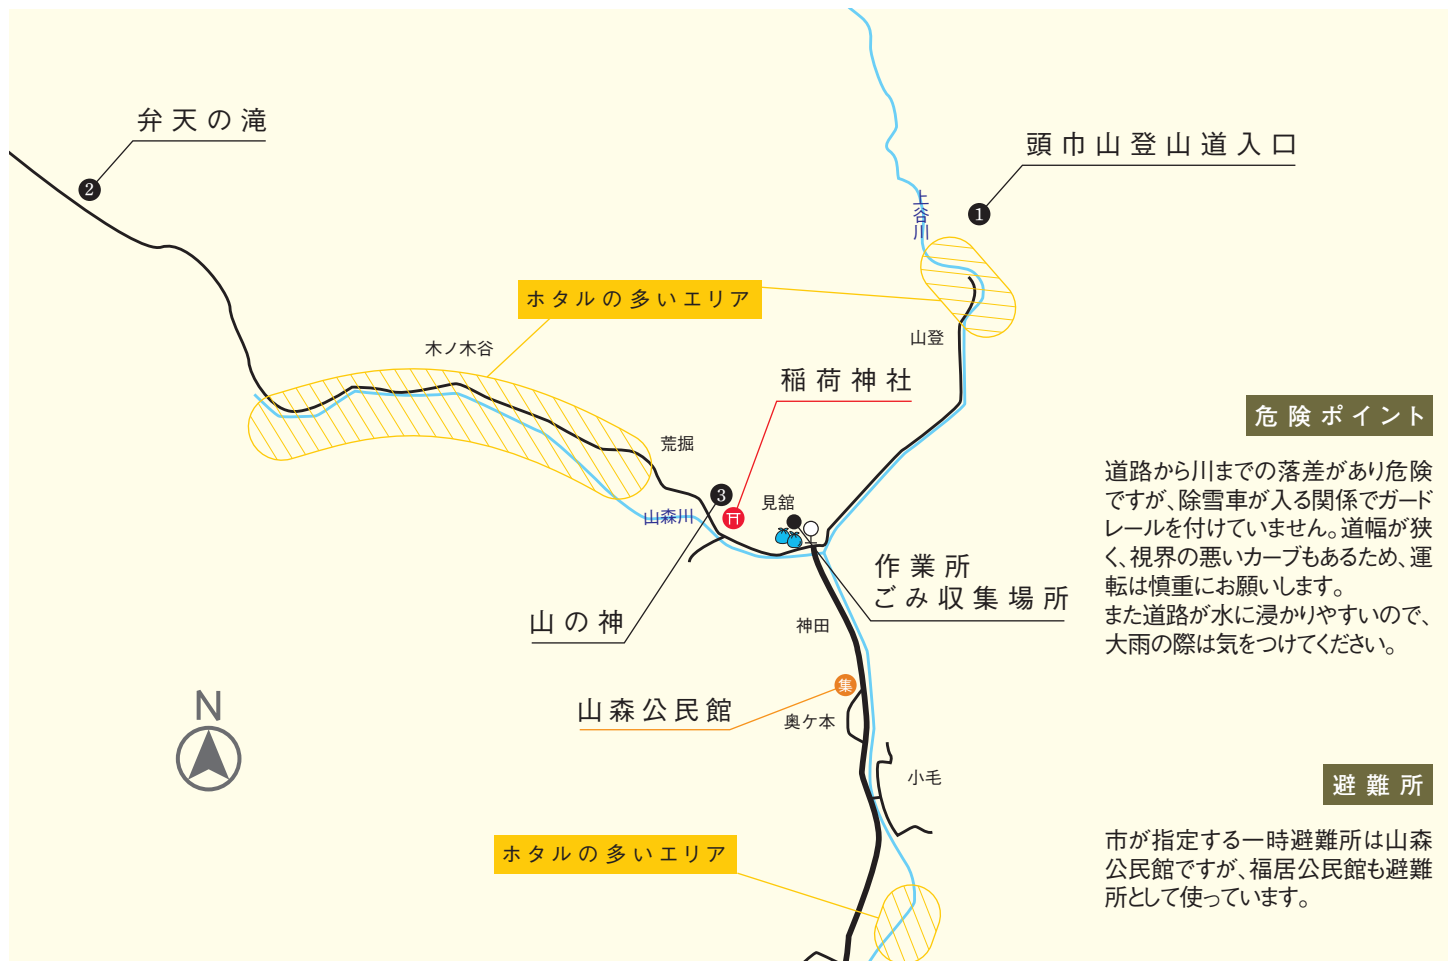 弁天の滝
2
頭巾山登山道入口
1
上谷川
ホタルの多いエリア
山登
木ノ木谷
稲荷神社
荒掘
3
山森川
見舘
作業所
ごみ収集場所
山の神
神田
集
山森公民館
奥ケ本
小毛
N
ホタルの多いエリア
危険ポイント
道路から川までの落差があり危険
ですが、除雪車が入る関係でガード
レールを付けていません。道幅が狭
く、視界の悪いカーブもあるため、運
転は慎重にお願いします。
また道路が水に浸かりやすいので、
大雨の際は気をつけてください。
避難所
市が指定する一時避難所は山森
公民館ですが、福居公民館も避難
所として使っています。